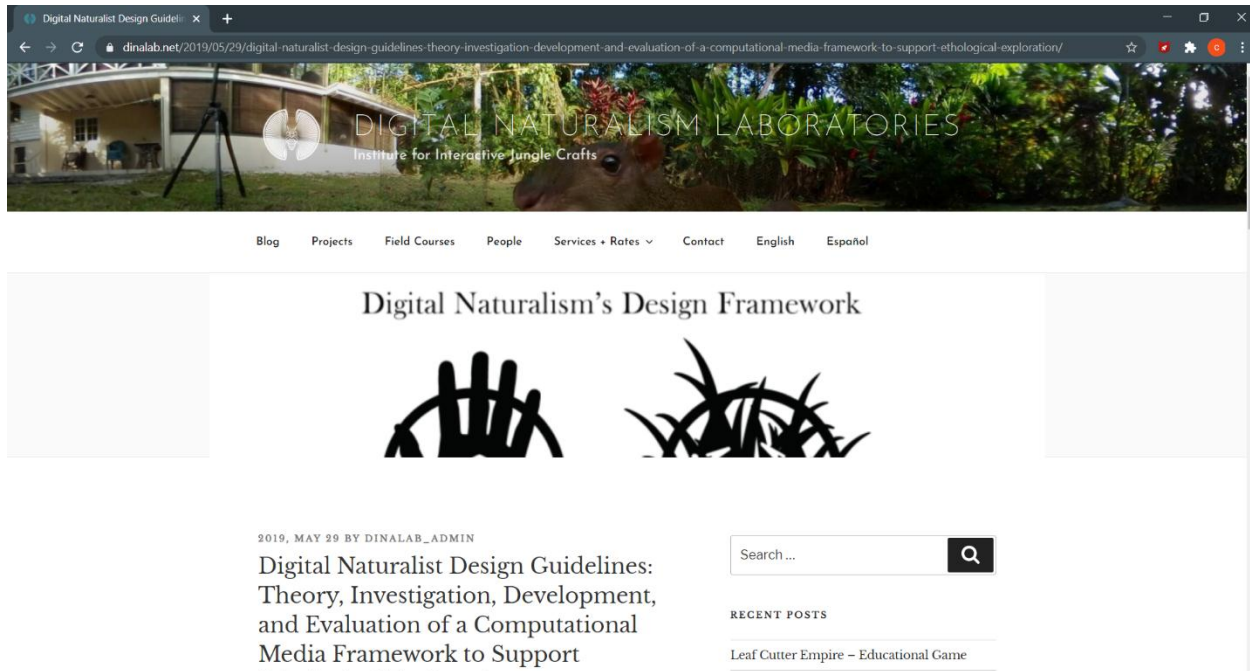 Digital Naturalist Design Guidelin
dinalab.net/2019/05/29/digital-naturalist-design-guidelines-theory-investigation-development-and-evaluation-of-a-computational-media-framework-to-support-ethological-exploration/
C
DIGITAL NATURALISM LABORATORIES
Institute for Interactive Jungle Crafts
Blog Projects Field Courses People Services + Rates Contact English Español
Digital Naturalism's Design Framework
2019, MAY 29 BY DINALAB_ADMIN
Digital Naturalist Design Guidelines:
Theory, Investigation, Development,
and Evaluation of a Computational
Media Framework to Support
Search ...
RECENT POSTS
Leaf Cutter Empire – Educational Game